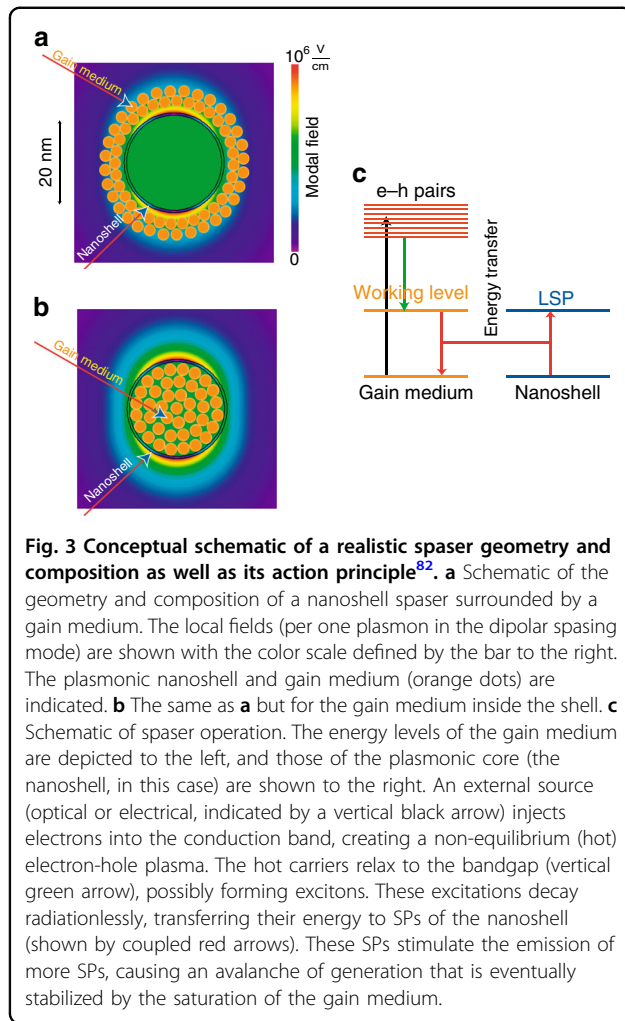 a
Gain medium
20 nm
Nanoshell
10⁶ V/cm
Modal field
0
b
Gain medium
Nanoshell
c
e–h pairs
Working level
Energy transfer
LSP
Gain medium
Nanoshell
Fig. 3 Conceptual schematic of a realistic spaser geometry and
composition as well as its action principle⁸². a Schematic of the
geometry and composition of a nanoshell spaser surrounded by a
gain medium. The local fields (per one plasmon in the dipolar spasing
mode) are shown with the color scale defined by the bar to the right.
The plasmonic nanoshell and gain medium (orange dots) are
indicated. b The same as a but for the gain medium inside the shell. c
Schematic of spaser operation. The energy levels of the gain medium
are depicted to the left, and those of the plasmonic core (the
nanoshell, in this case) are shown to the right. An external source
(optical or electrical, indicated by a vertical black arrow) injects
electrons into the conduction band, creating a non-equilibrium (hot)
electron-hole plasma. The hot carriers relax to the bandgap (vertical
green arrow), possibly forming excitons. These excitations decay
radiationlessly, transferring their energy to SPs of the nanoshell
(shown by coupled red arrows). These SPs stimulate the emission of
more SPs, causing an avalanche of generation that is eventually
stabilized by the saturation of the gain medium.